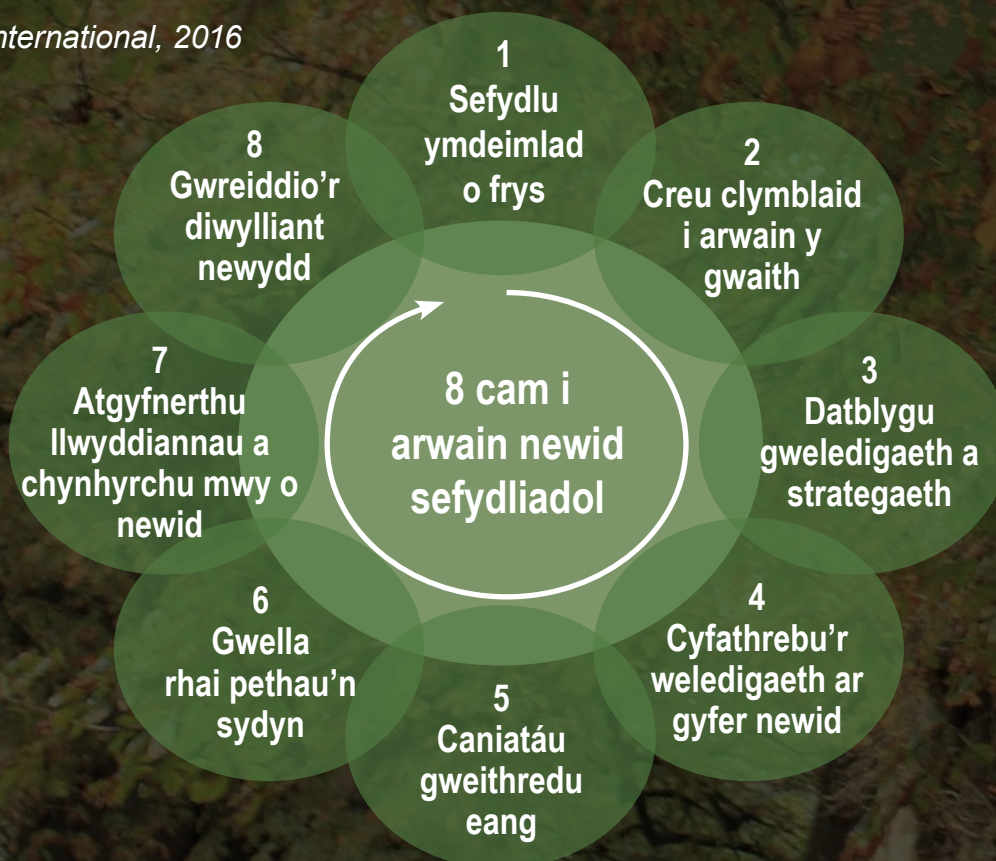 2016
1
Sefydlu
ymdeimlad
o frys
2
Creu clymblaid
i arwain y
gwaith
3
Datblygu
gweledigaeth a
strategaeth
4
Cyfathrebu'r
weledigaeth ar
gyfer newid
5
Caniatáu
gweithredu
eang
6
Gwella
rhai pethau'n
sydyn
7
Atgyfnerthu
llwyddiannau a
chynhyrchu mwy o
newid
8
Gwreiddio'r
diwylliant
newydd
8 cam i
arwain newid
sefydliadol